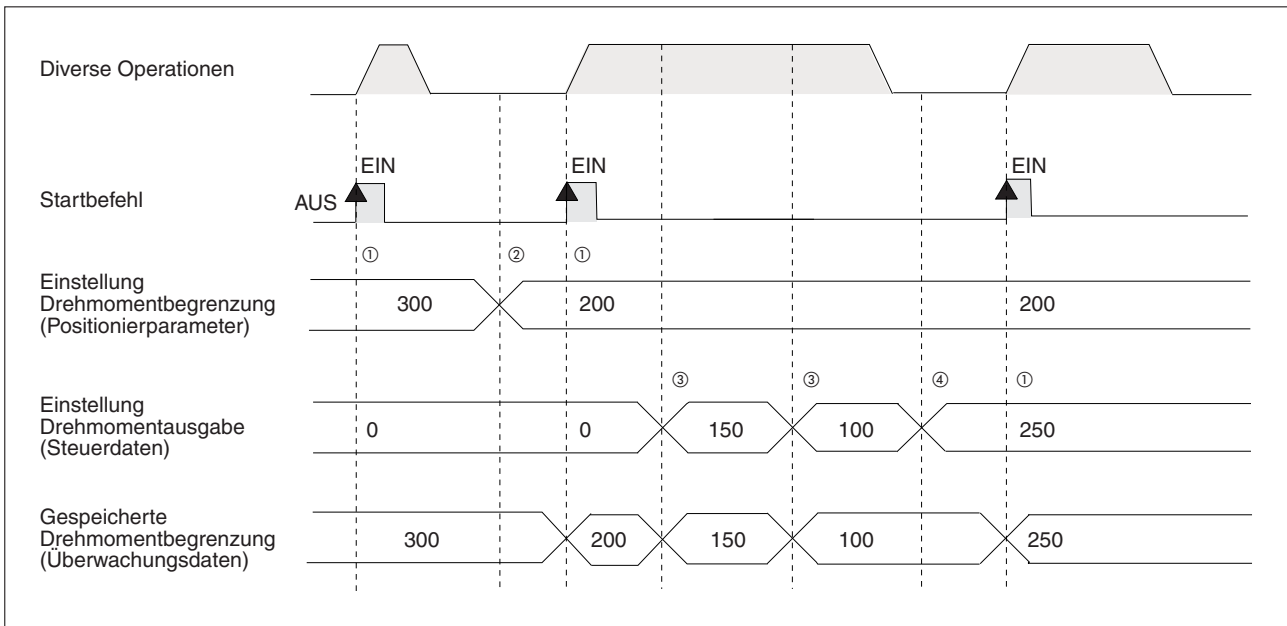 Diverse Operationen
EIN
EIN
EIN
Startbefehl
AUS
①
②
①
Einstellung
Drehmomentbegrenzung
(Positionierparameter)
300
200
200
③
③
④
①
Einstellung
Drehmomentausgabe
(Steuerdaten)
0
0
150
100
250
Gespeicherte
Drehmomentbegrenzung
(Überwachungsdaten)
300
200
150
100
250